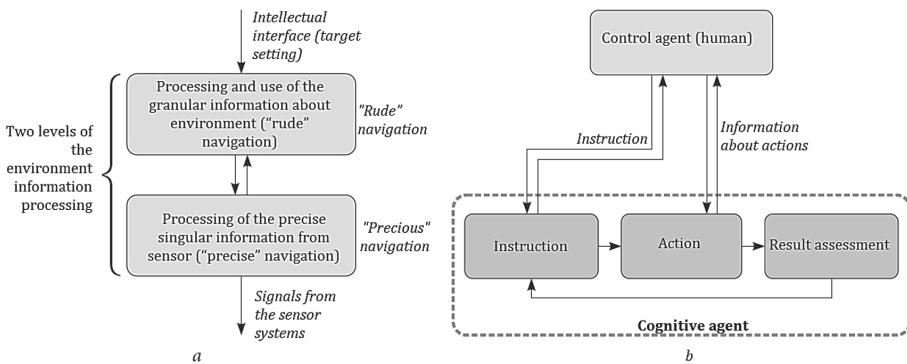 Intellectual
interface (target
setting)
Processing and use of the
granular information about
environment (“rude”
navigation)
"Rude"
navigation
Two levels of
the
environment
information
processing
Processing of the precise
singular information from
sensor (“precise” navigation)
"Precious"
navigation
Signals from
the sensor
systems
a
Control agent (human)
Instruction
Information
about actions
Instruction
Action
Result assessment
Cognitive agent
b